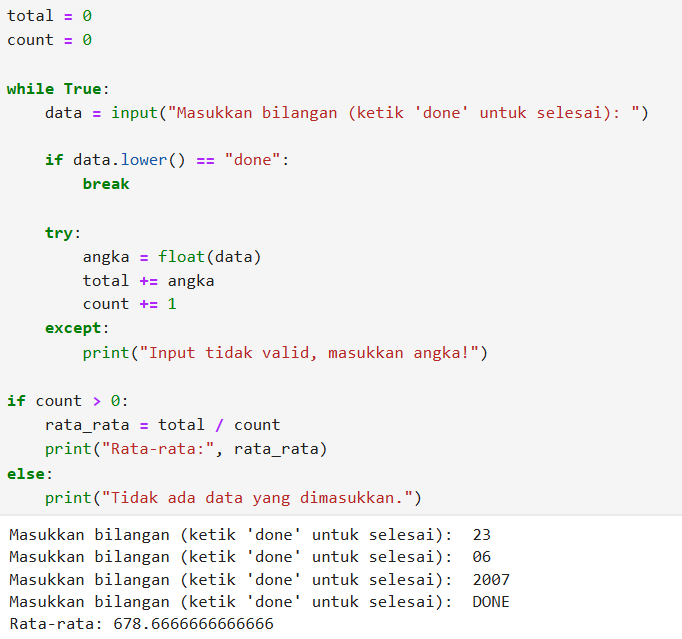 total = 0
count = 0
while True:
    data = input("Masukkan bilangan (ketik 'done' untuk selesai): ")
    if data.lower() == "done":
        break
    try:
        angka = float(data)
        total += angka
        count += 1
    except:
        print("Input tidak valid, masukkan angka!")
if count > 0:
    rata_rata = total / count
    print("Rata-rata:", rata_rata)
else:
    print("Tidak ada data yang dimasukkan.")
Masukkan bilangan (ketik 'done' untuk selesai):  23
Masukkan bilangan (ketik 'done' untuk selesai):  06
Masukkan bilangan (ketik 'done' untuk selesai):  2007
Masukkan bilangan (ketik 'done' untuk selesai):  DONE
Rata-rata: 678.6666666666666